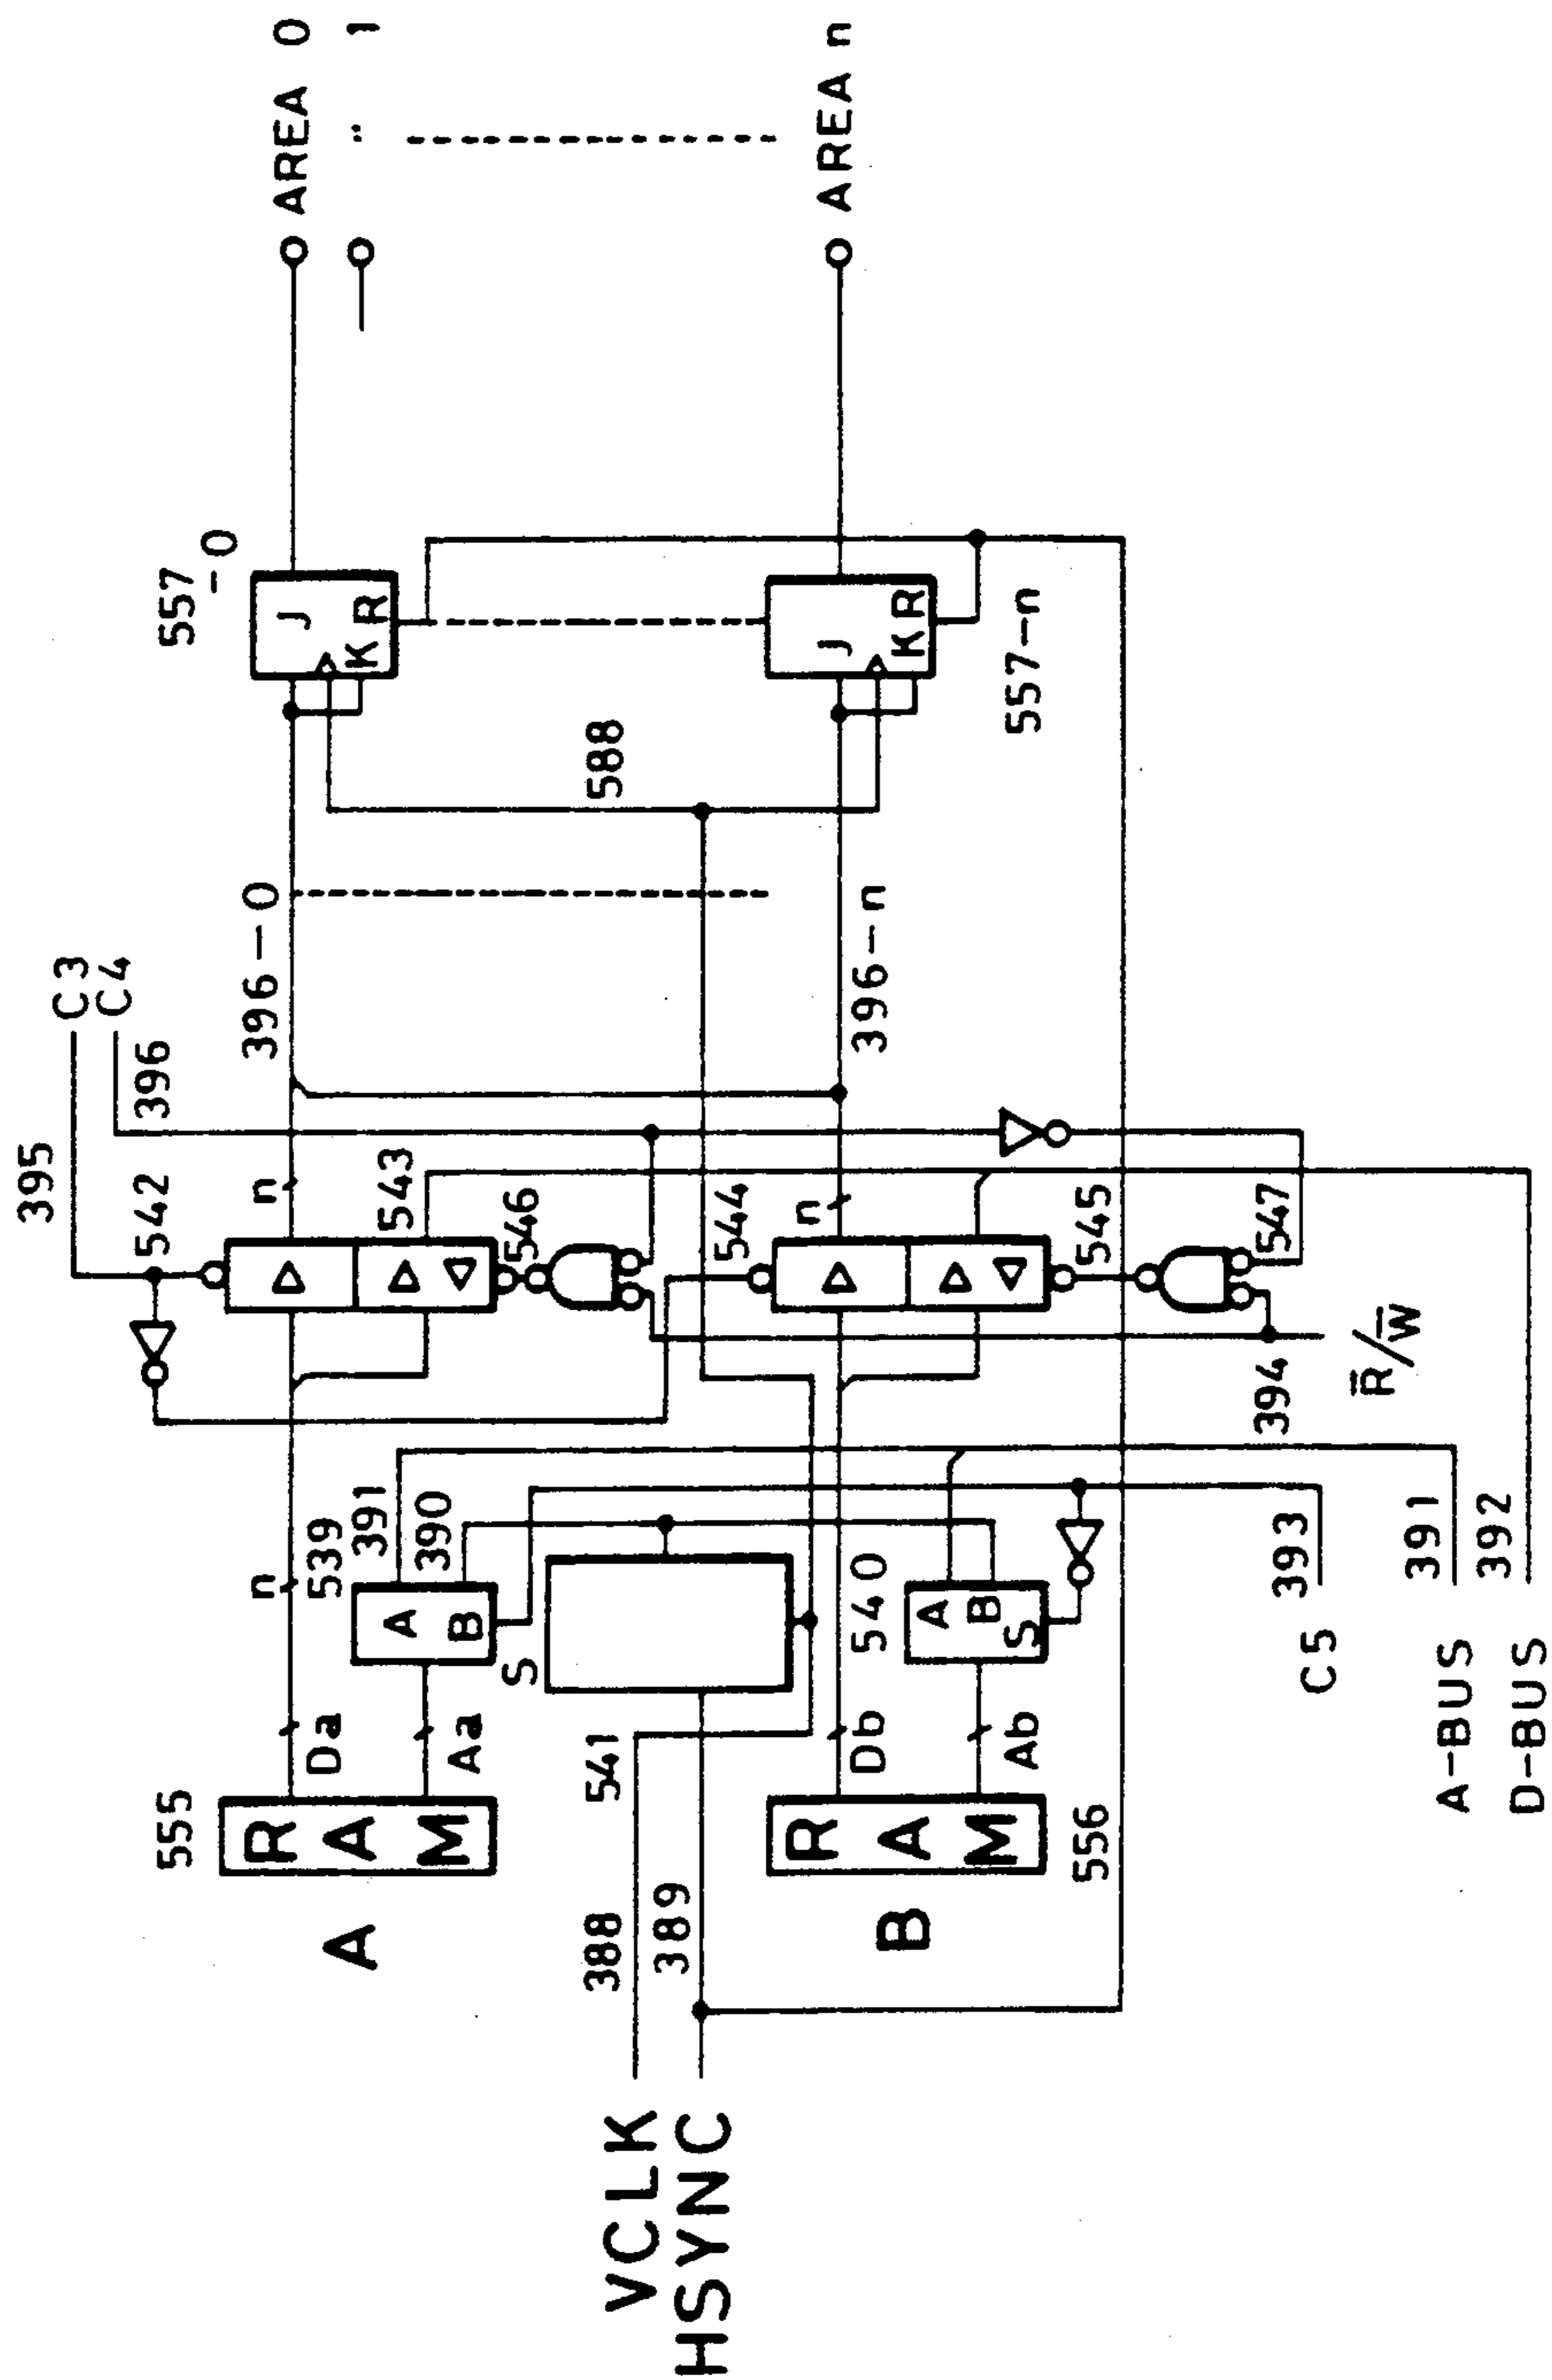 395
C3
C4
396
542
n
543
546
396-0
557
-0
J
K
R
AREA 0
" 1
555
RAM
A
Da
Aa
n
539
391
390
A
B
S
VCLK
HSYNC
388
389
541
588
544
n
545
547
396-n
J
K
R
557-n
AREA n
RAM
B
556
Db
Ab
540
A
B
S
394
R̄/W̄
C5
393
A-BUS
391
D-BUS
392